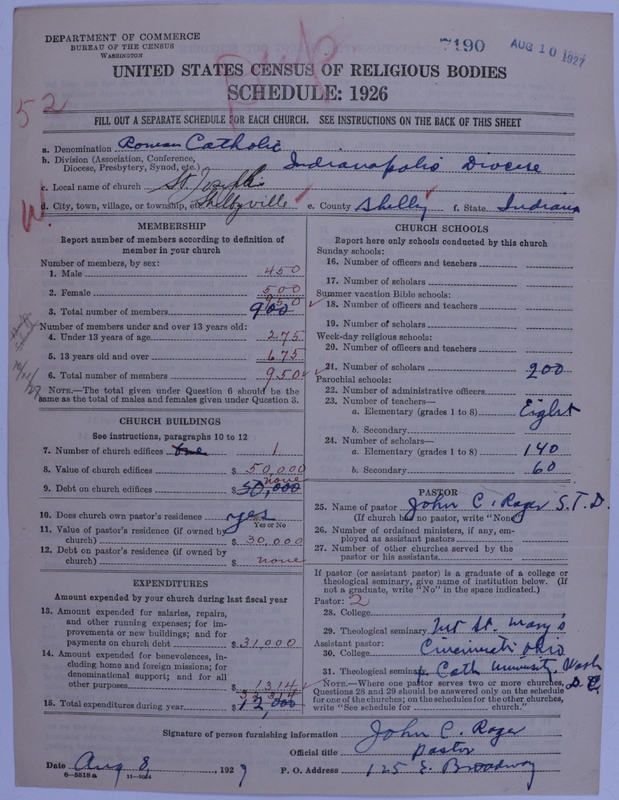 DEPARTMENT OF COMMERCE
BUREAU OF THE CENSUS
WASHINGTON
7190
AUG 10 1927
UNITED STATES CENSUS OF RELIGIOUS BODIES
SCHEDULE: 1926
52
FILL OUT A SEPARATE SCHEDULE FOR EACH CHURCH. SEE INSTRUCTIONS ON THE BACK OF THIS SHEET
a. Denomination Roman Catholic
b. Division (Association, Conference, Diocese, Presbytery, Synod, etc.) Indianapolis Diocese
c. Local name of church St. Joseph's
d. City, town, village, or township, etc. Shelbyville e. County Shelby f. State Indiana
MEMBERSHIP
Report number of members according to definition of
member in your church
Number of members, by sex:
1. Male 450
2. Female 500
950
3. Total number of members 900
Number of members under and over 13 years old:
4. Under 13 years of age 275
5. 13 years old and over 675
6. Total number of members 950
NOTE.—The total given under Question 6 should be the
same as the total of males and females given under Question 3.
CHURCH BUILDINGS
See instructions, paragraphs 10 to 12
7. Number of church edifices one 1
8. Value of church edifices $ 50,000
none
9. Debt on church edifices $ 50,000
10. Does church own pastor's residence yes
Yes or No
11. Value of pastor's residence (if owned by
church) $ 30,000
12. Debt on pastor's residence (if owned by
church) $ none
EXPENDITURES
Amount expended by your church during last fiscal year
13. Amount expended for salaries, repairs,
and other running expenses; for im-
provements or new buildings; and for
payments on church debt $ 31,000
14. Amount expended for benevolences, in-
cluding home and foreign missions; for
denominational support; and for all
other purposes $ 1314
32,314
15. Total expenditures during year $ 12,000
CHURCH SCHOOLS
Report here only schools conducted by this church
Sunday schools:
16. Number of officers and teachers
17. Number of scholars
Summer vacation Bible schools:
18. Number of officers and teachers
19. Number of scholars
Week-day religious schools:
20. Number of officers and teachers
21. Number of scholars 200
Parochial schools:
22. Number of administrative officers
23. Number of teachers—
a. Elementary (grades 1 to 8) Eight
b. Secondary
24. Number of scholars—
a. Elementary (grades 1 to 8) 140
b. Secondary 60
PASTOR
25. Name of pastor John C. Rager S.T.D.
(If church had no pastor, write "None")
26. Number of ordained ministers, if any, em-
ployed as assistant pastors
27. Number of other churches served by the
pastor or his assistants
If pastor (or assistant pastor) is a graduate of a college or
theological seminary, give name of institution below. (If
not a graduate, write "No" in the space indicated.)
Pastor: 2
28. College
29. Theological seminary Mt St. Mary's
Assistant pastor: Cincinnati Ohio
30. College
31. Theological seminary Cath University Wash
D.C.
NOTE.—Where one pastor serves two or more churches,
Questions 28 and 29 should be answered only on the schedule
for one of the churches; on the schedules for the other churches,
write "See schedule for church."
Signature of person furnishing information John C. Rager
Official title pastor
Date Aug 8, 1927 P. O. Address 125 E. Broadway
6-5518a 11-9064